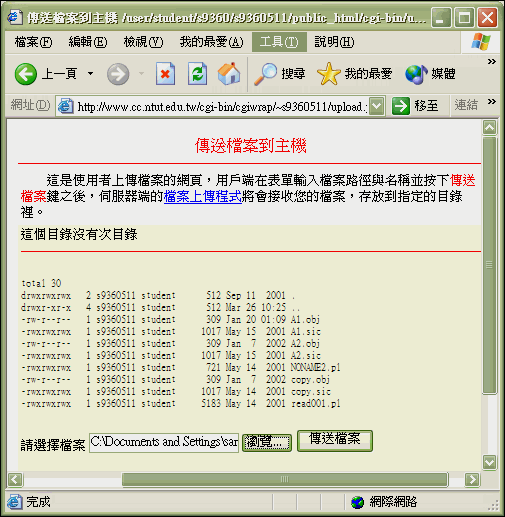 傳送檔案到主機 /user/student/s9360/s9360511/public_html/cgi-bin/u...
檔案(F) 編輯(E) 檢視(V) 我的最愛(A) 工具(T) 說明(H)
上一頁 搜尋 我的最愛 媒體
網址(D) http://www.cc.ntut.edu.tw/cgi-bin/cgiwrap/~s9360511/upload. 移至 連結
傳送檔案到主機
這是使用者上傳檔案的網頁，用戶端在表單輸入檔案路徑與名稱並按下傳送
檔案鍵之後，伺服器端的檔案上傳程式將會接收您的檔案，存放到指定的目錄
裡。
這個目錄沒有次目錄
total 30
drwxrwxrwx 2 s9360511 student 512 Sep 11 2001 .
drwxr-xr-x 4 s9360511 student 512 Mar 26 10:25 ..
-rw-r--r-- 1 s9360511 student 309 Jan 20 01:09 A1.obj
-rwxrwxrwx 1 s9360511 student 1017 May 15 2001 A1.sic
-rw-r--r-- 1 s9360511 student 309 Jan 7 2002 A2.obj
-rwxrwxrwx 1 s9360511 student 1017 May 15 2001 A2.sic
-rwxrwxrwx 1 s9360511 student 721 May 14 2001 NONAME2.pl
-rw-r--r-- 1 s9360511 student 309 Jan 7 2002 copy.obj
-rwxrwxrwx 1 s9360511 student 1017 May 14 2001 copy.sic
-rwxrwxrwx 1 s9360511 student 5183 May 14 2001 read001.pl
請選擇檔案 C:\Documents and Settings\sar 瀏覽... 傳送檔案
完成 網際網路